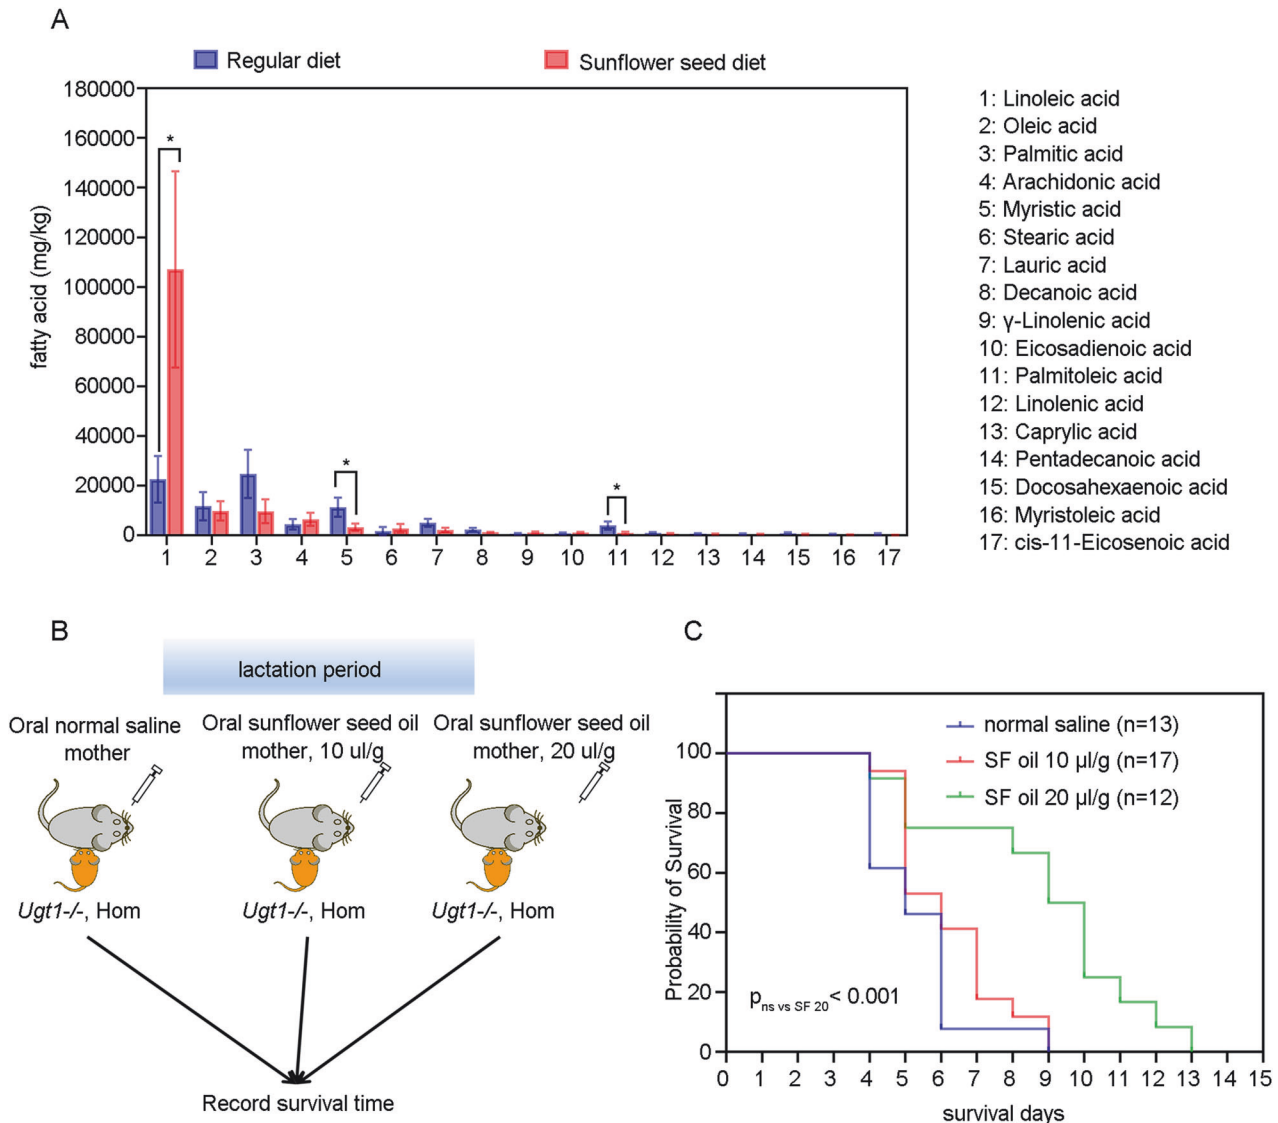 A
Regular diet
Sunflower seed diet
fatty acid (mg/kg)
180000
160000
140000
120000
100000
80000
60000
40000
20000
0
*
*
*
1 2 3 4 5 6 7 8 9 10 11 12 13 14 15 16 17
1: Linoleic acid
2: Oleic acid
3: Palmitic acid
4: Arachidonic acid
5: Myristic acid
6: Stearic acid
7: Lauric acid
8: Decanoic acid
9: γ-Linolenic acid
10: Eicosadienoic acid
11: Palmitoleic acid
12: Linolenic acid
13: Caprylic acid
14: Pentadecanoic acid
15: Docosahexaenoic acid
16: Myristoleic acid
17: cis-11-Eicosenoic acid
B
lactation period
Oral normal saline
mother
Oral sunflower seed oil
mother, 10 ul/g
Oral sunflower seed oil
mother, 20 ul/g
Ugt1-/-, Hom
Ugt1-/-, Hom
Ugt1-/-, Hom
Record survival time
C
Probability of Survival
100
80
60
40
20
0
normal saline (n=13)
SF oil 10 µl/g (n=17)
SF oil 20 µl/g (n=12)
p ns vs SF 20 < 0.001
0 1 2 3 4 5 6 7 8 9 10 11 12 13 14 15
survival days